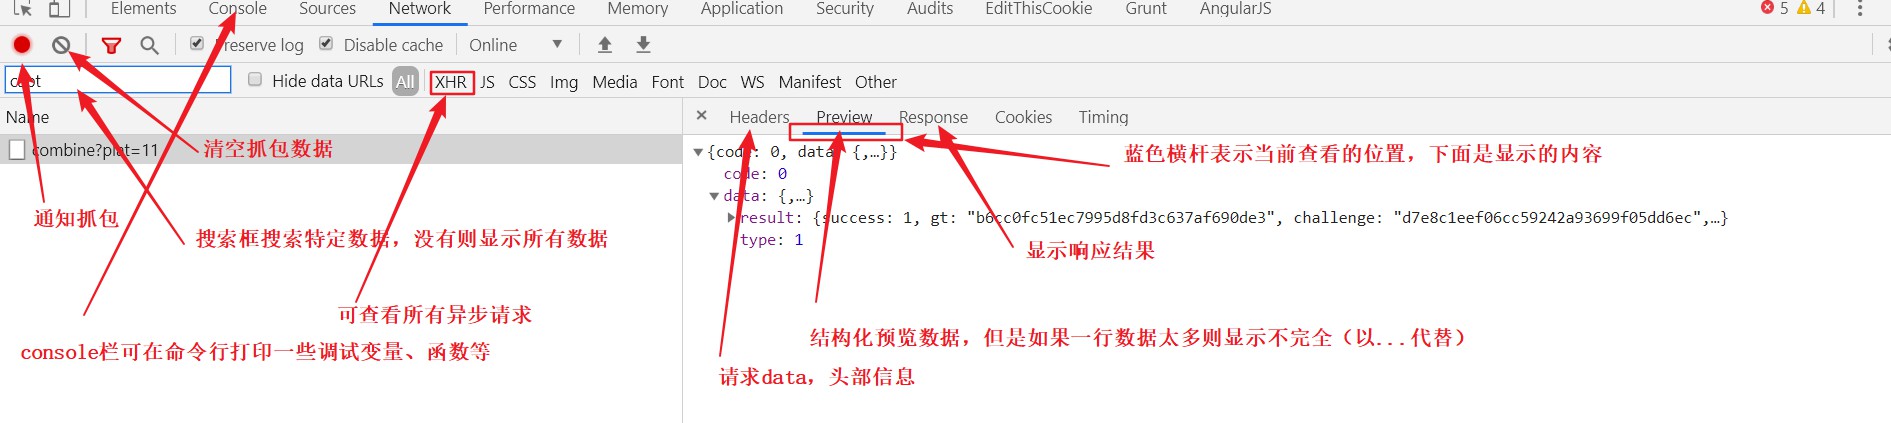 Elements Console Sources Network Performance Memory Application Security Audits EditThisCookie Grunt AngularJS 5 4
Preserve log Disable cache Online
Hide data URLs All XHR JS CSS Img Media Font Doc WS Manifest Other
Name
× Headers Preview Response Cookies Timing
combine?plat=11
清空抓包数据
{code: 0, data: {,…}}
蓝色横杆表示当前查看的位置，下面是显示的内容
code: 0
data: {,…}
通知抓包
result: {success: 1, gt: "b6cc0fc51ec7995d8fd3c637af690de3", challenge: "d7e8c1eef06cc59242a93699f05dd6ec",…}
搜索框搜索特定数据，没有则显示所有数据
type: 1
显示响应结果
可查看所有异步请求
结构化预览数据，但是如果一行数据太多则显示不完全（以...代替）
console栏可在命令行打印一些调试变量、函数等
请求data，头部信息